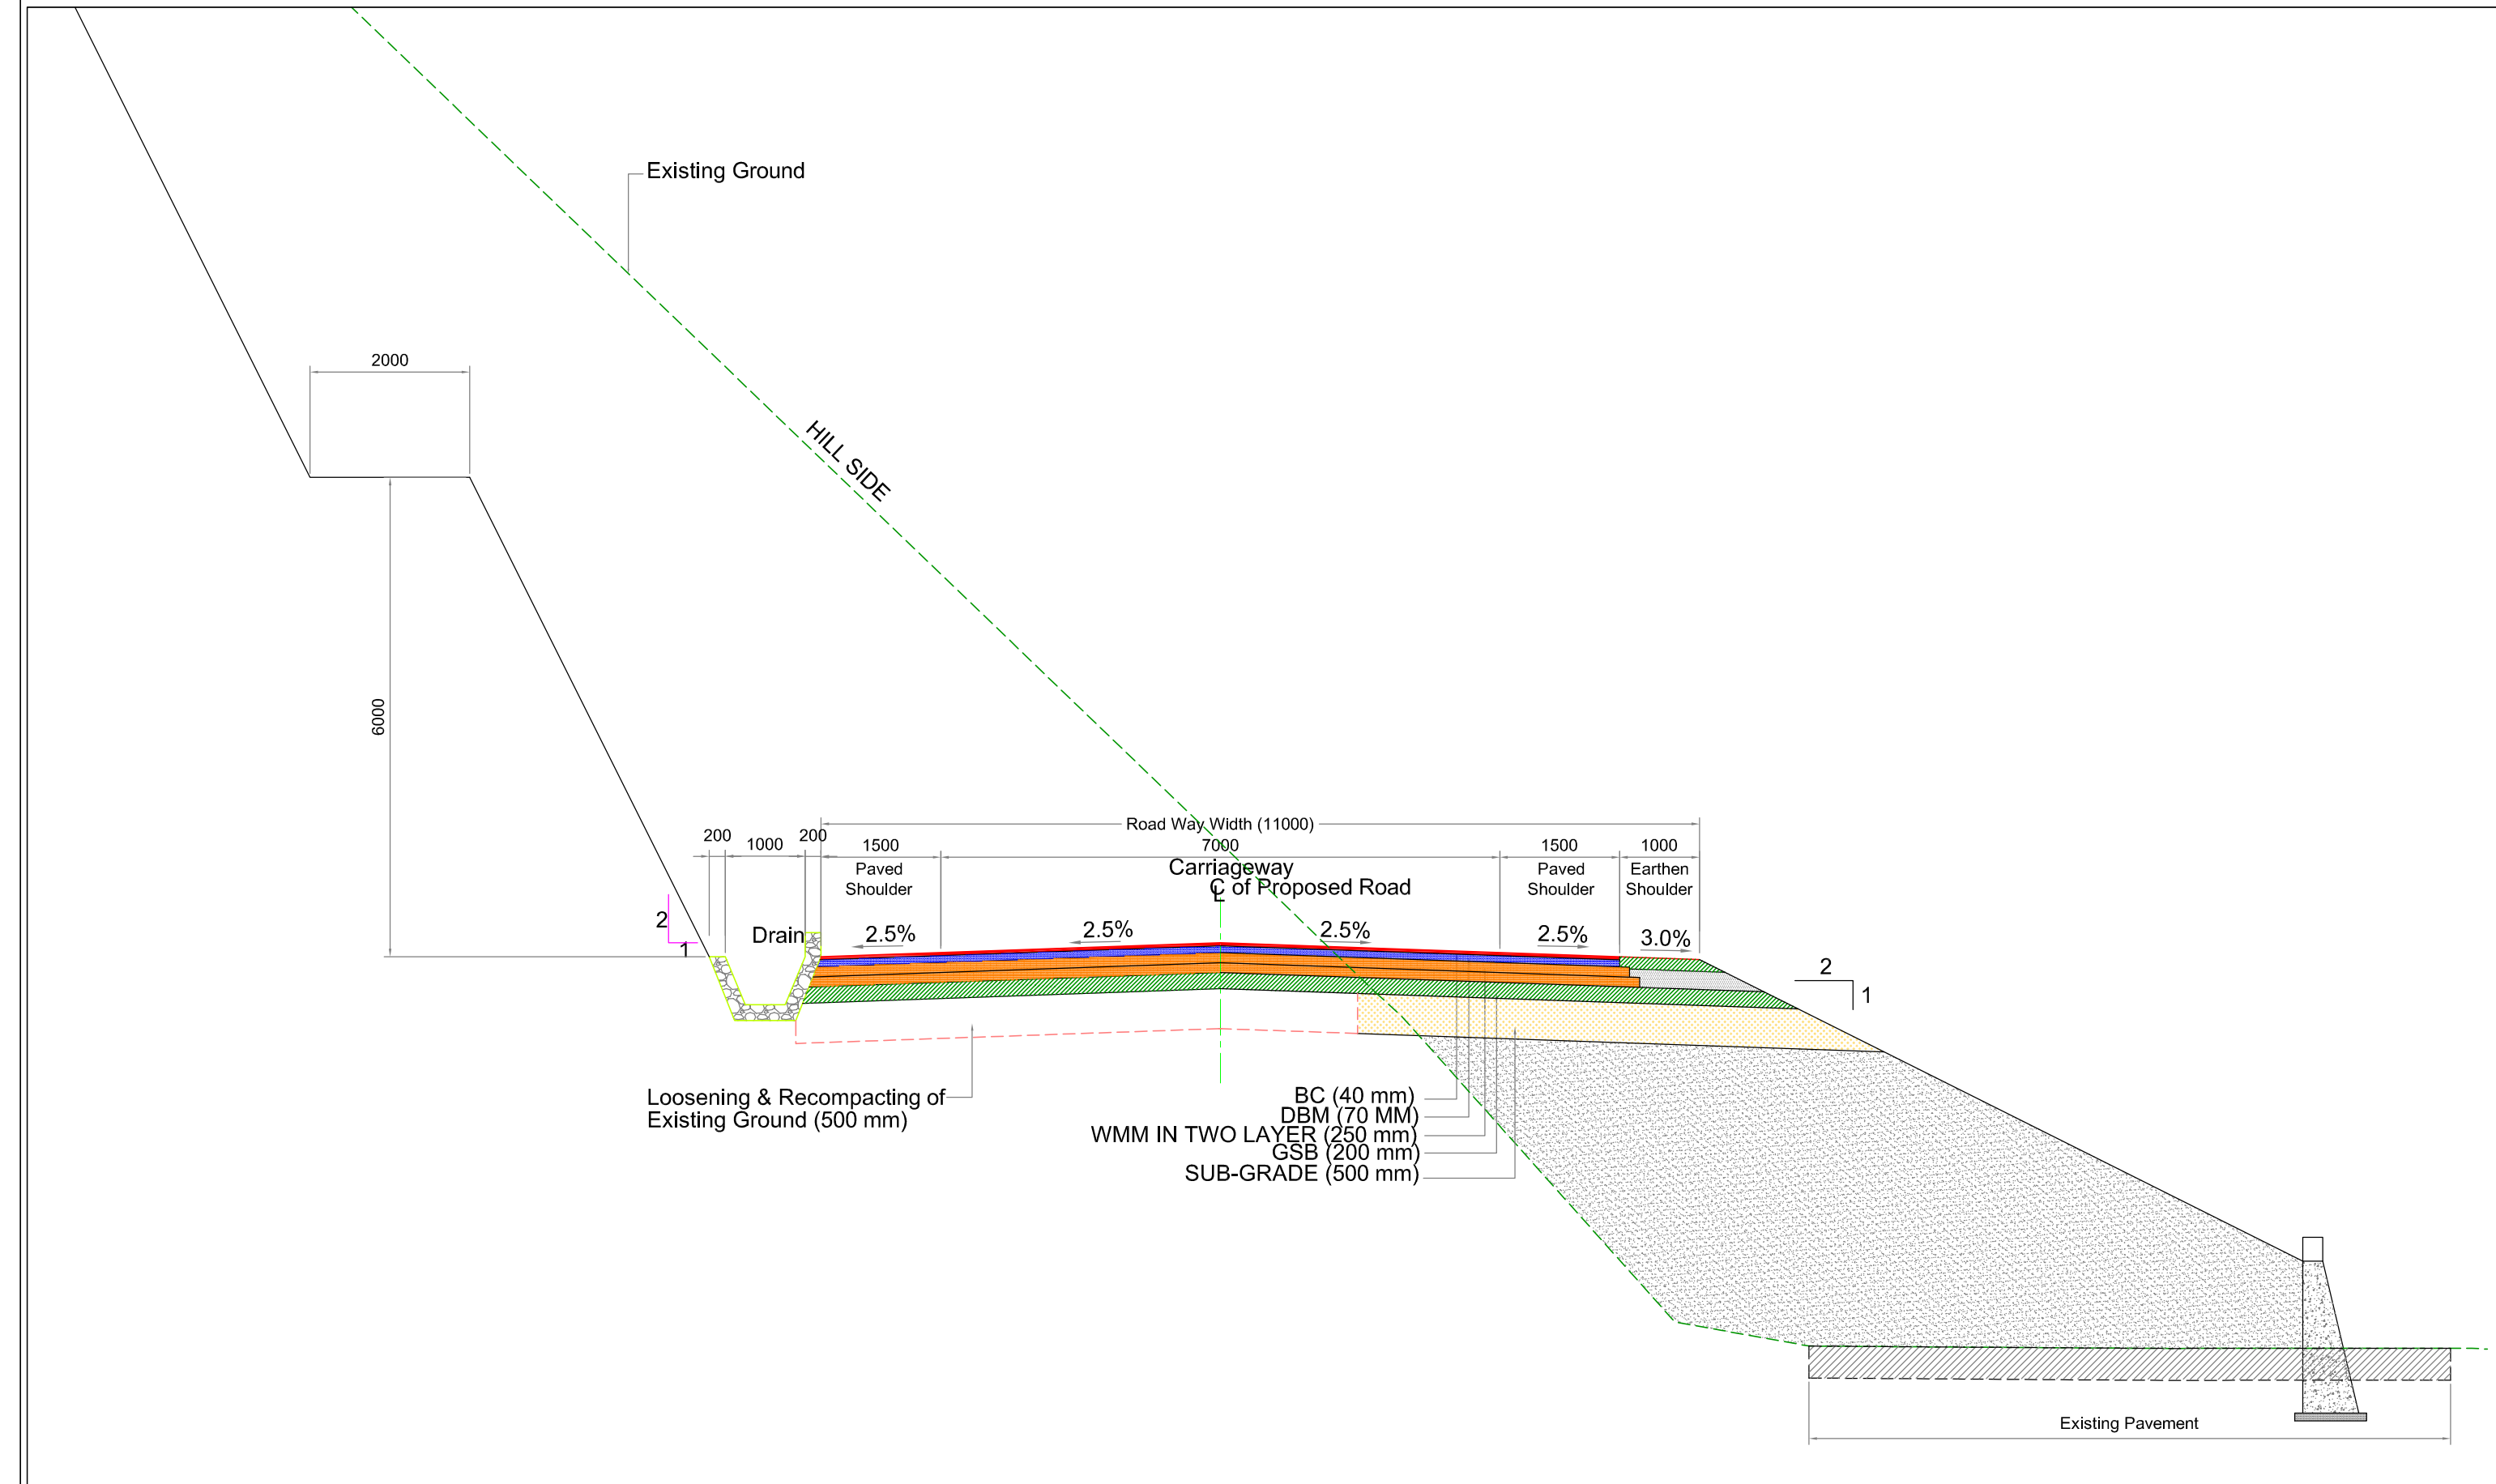 Existing Ground
2000
HILL SIDE
6000
Road Way Width (11000)
200
1000
200
1500
7000
1500
1000
Paved
Shoulder
Carriageway
Paved
Shoulder
Earthen
Shoulder
CL of Proposed Road
2
1
Drain
2.5%
2.5%
2.5%
2.5%
3.0%
2
1
Loosening & Recompacting of
Existing Ground (500 mm)
BC (40 mm)
DBM (70 MM)
WMM IN TWO LAYER (250 mm)
GSB (200 mm)
SUB-GRADE (500 mm)
Existing Pavement